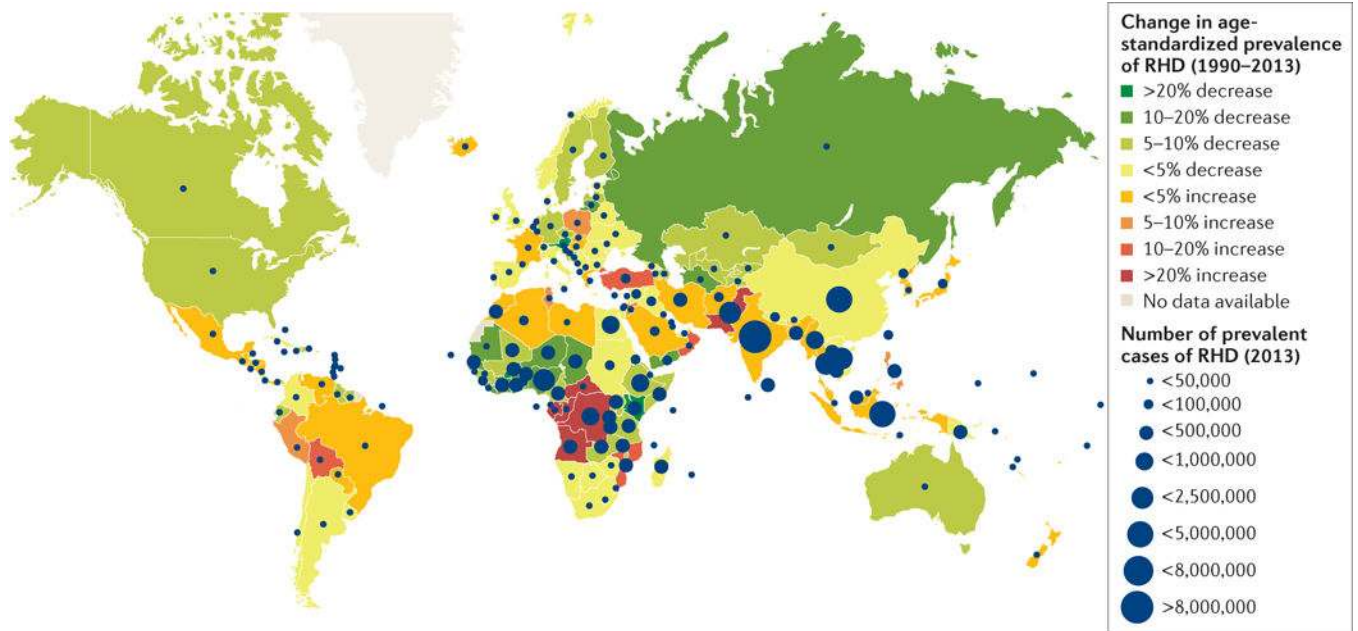 Change in age-
standardized prevalence
of RHD (1990–2013)
>20% decrease
10–20% decrease
5–10% decrease
<5% decrease
<5% increase
5–10% increase
10–20% increase
>20% increase
No data available
Number of prevalent
cases of RHD (2013)
<50,000
<100,000
<500,000
<1,000,000
<2,500,000
<5,000,000
<8,000,000
>8,000,000